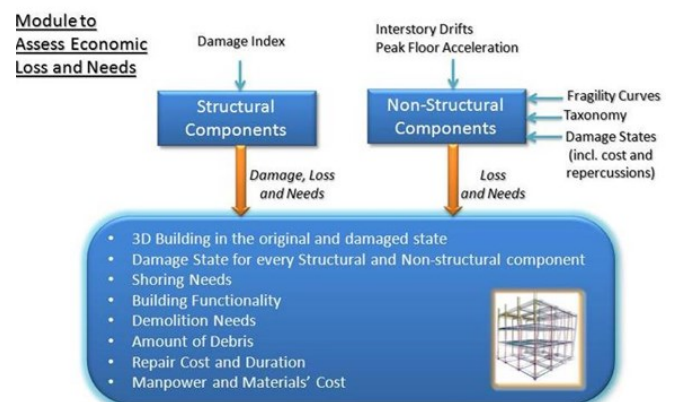 Module to
Assess Economic
Loss and Needs
Damage Index
Interstory Drifts
Peak Floor Acceleration
Structural
Components
Non-Structural
Components
Fragility Curves
Taxonomy
Damage States
(incl. cost and
repercussions)
Damage, Loss
and Needs
Loss
and Needs
• 3D Building in the original and damaged state
• Damage State for every Structural and Non-structural component
• Shoring Needs
• Building Functionality
• Demolition Needs
• Amount of Debris
• Repair Cost and Duration
• Manpower and Materials' Cost